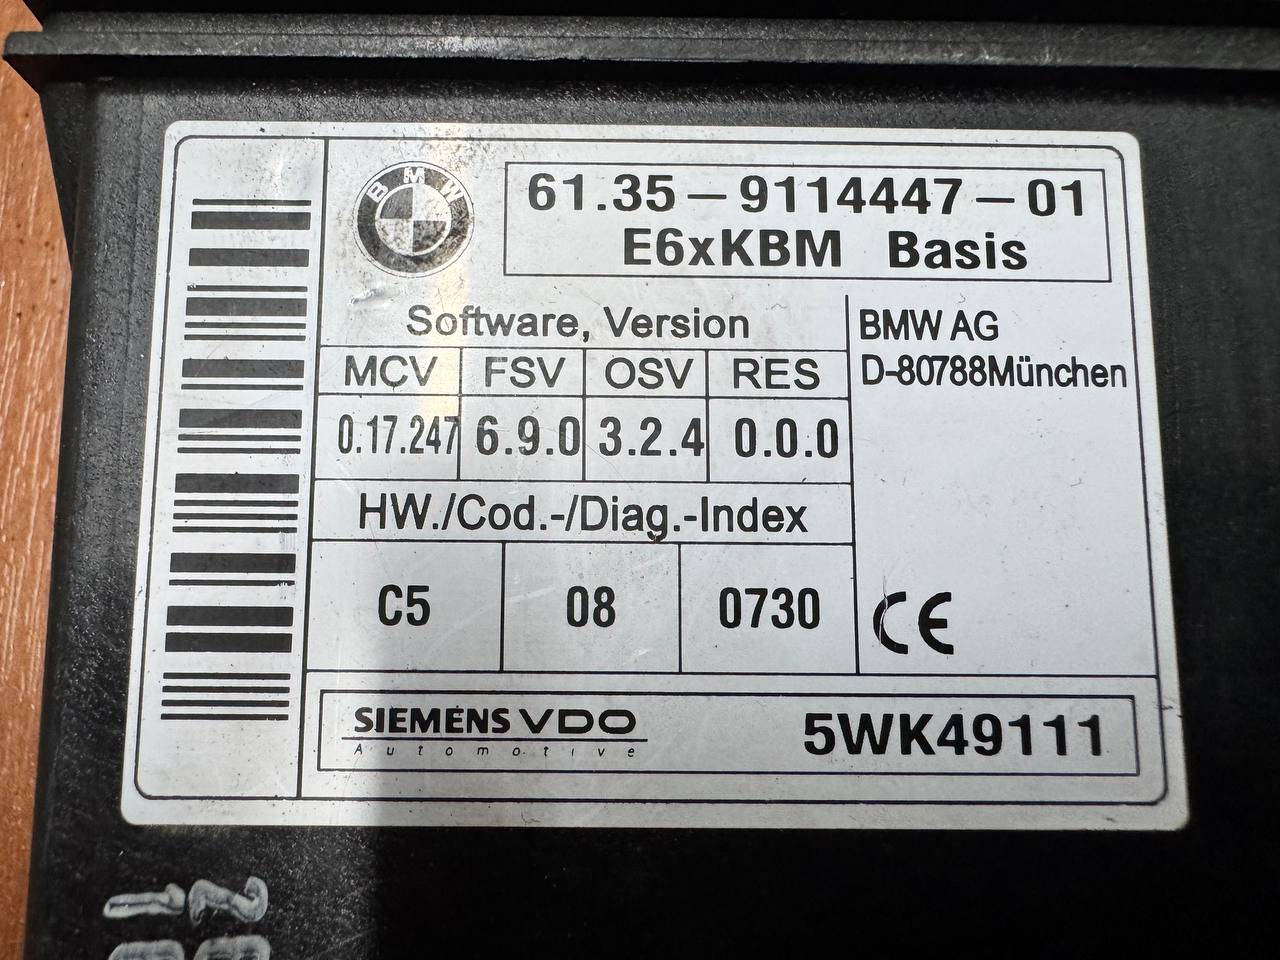 BMW
61.35-9114447-01
E6xKBM Basis
Software, Version
MCV FSV OSV RES
0.17.247 6.9.0 3.2.4 0.0.0
BMW AG
D-80788München
HW./Cod.-/Diag.-Index
C5 08 0730
CE
SIEMENS VDO
Automotive
5WK49111